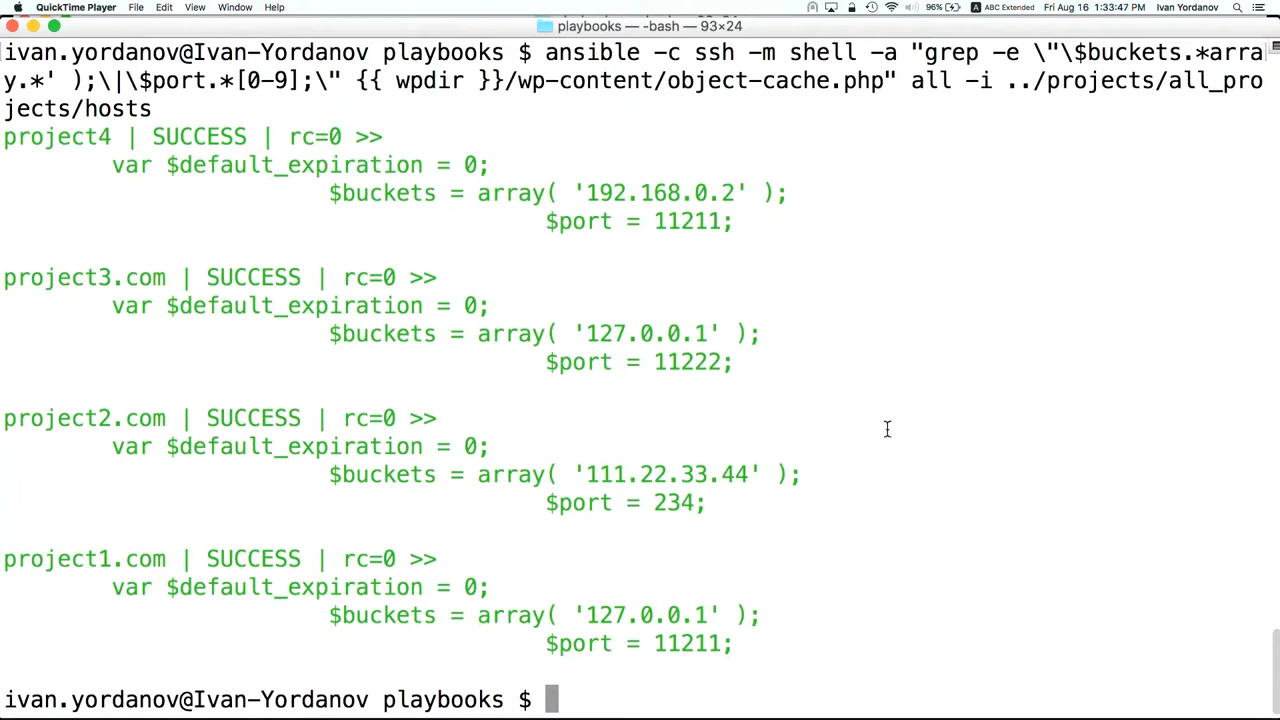 QuickTime Player File Edit View Window Help 96% ABC Extended Fri Aug 16 1:33:47 PM Ivan Yordanov
playbooks — -bash — 93×24
ivan.yordanov@Ivan-Yordanov playbooks $ ansible -c ssh -m shell -a "grep -e \"\$buckets.*arra
y.*' );\|\$port.*[0-9];\" {{ wpdir }}/wp-content/object-cache.php" all -i ../projects/all_pro
jects/hosts
project4 | SUCCESS | rc=0 >>
var $default_expiration = 0;
$buckets = array( '192.168.0.2' );
$port = 11211;
project3.com | SUCCESS | rc=0 >>
var $default_expiration = 0;
$buckets = array( '127.0.0.1' );
$port = 11222;
project2.com | SUCCESS | rc=0 >>
var $default_expiration = 0;
$buckets = array( '111.22.33.44' );
$port = 234;
project1.com | SUCCESS | rc=0 >>
var $default_expiration = 0;
$buckets = array( '127.0.0.1' );
$port = 11211;
ivan.yordanov@Ivan-Yordanov playbooks $